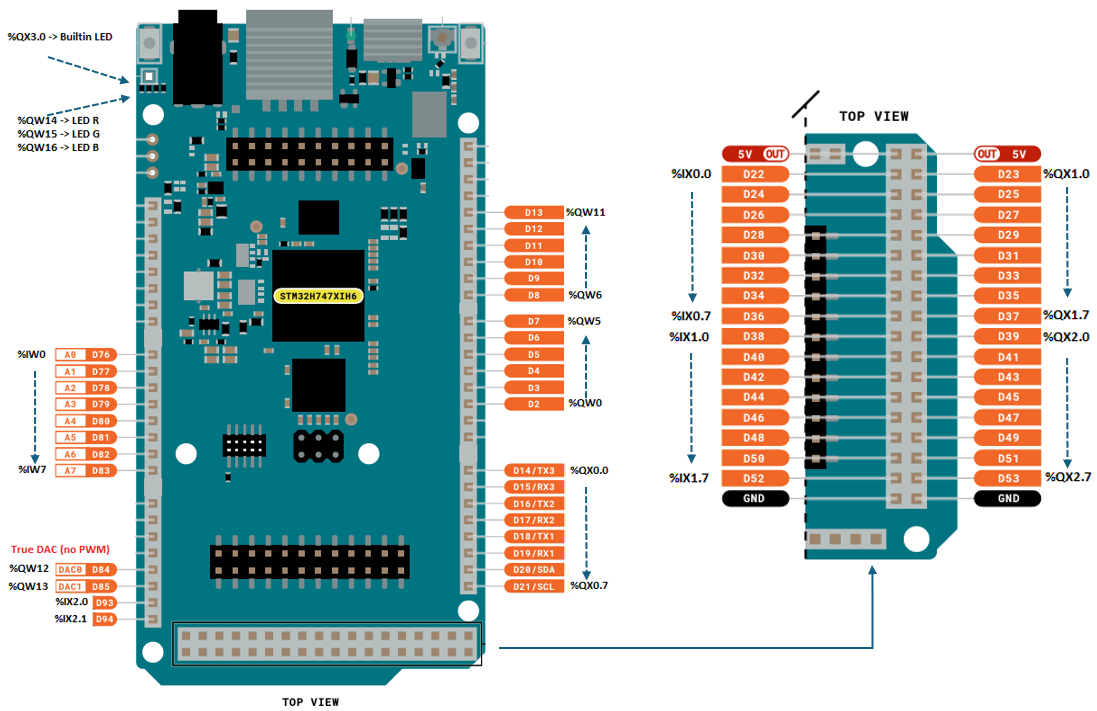 %QX3.0 -> Builtin LED
%QW14 -> LED R
%QW15 -> LED G
%QW16 -> LED B
STM32H747XIH6
D13 %QW11
D12
D11
D10
D9
D8 %QW6
D7 %QW5
D6
D5
D4
D3
D2 %QW0
D14/TX3 %QX0.0
D15/RX3
D16/TX2
D17/RX2
D18/TX1
D19/RX1
D20/SDA
D21/SCL %QX0.7
%IW0 A0 D76
A1 D77
A2 D78
A3 D79
A4 D80
A5 D81
A6 D82
%IW7 A7 D83
True DAC (no PWM)
%QW12 DAC0 D84
%QW13 DAC1 D85
%IX2.0 D93
%IX2.1 D94
TOP VIEW
TOP VIEW
5V OUT OUT 5V
%IX0.0 D22 D23 %QX1.0
D24 D25
D26 D27
D28 D29
D30 D31
D32 D33
D34 D35
%IX0.7 D36 D37 %QX1.7
%IX1.0 D38 D39 %QX2.0
D40 D41
D42 D43
D44 D45
D46 D47
D48 D49
D50 D51
%IX1.7 D52 D53 %QX2.7
GND GND